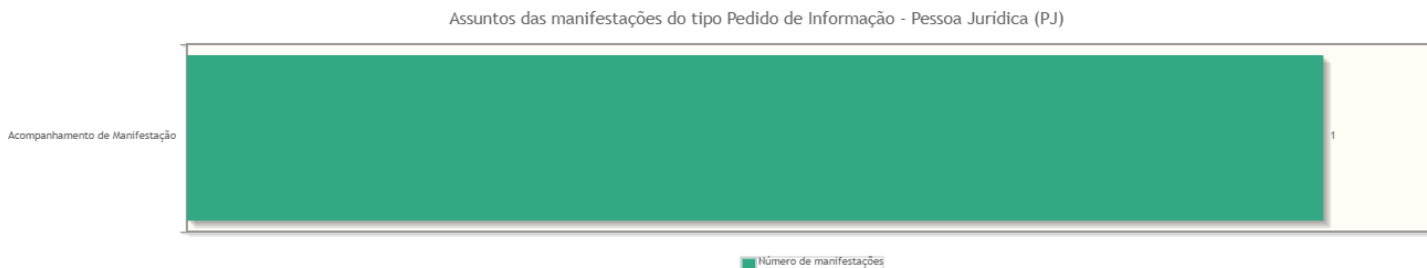 Assuntos das manifestações do tipo Pedido de Informação - Pessoa Jurídica (PJ)
Acompanhamento de Manifestação
1
Número de manifestações